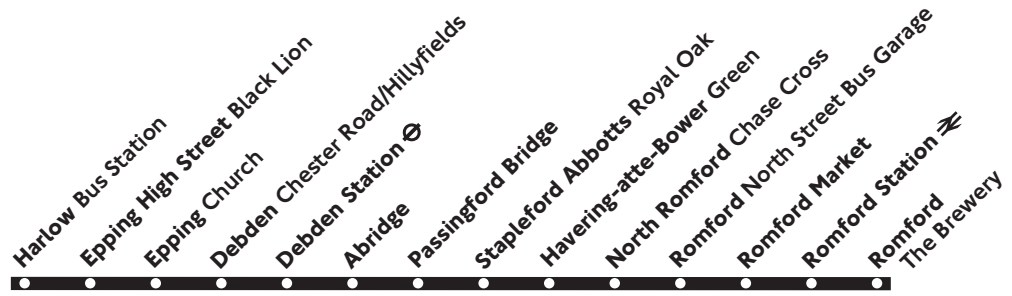 Harlow Bus Station
Epping High Street Black Lion
Epping Church
Debden Chester Road/Hillyfields
Debden Station
Abridge
Passingford Bridge
Stapleford Abbotts Royal Oak
Havering-atte-Bower Green
North Romford Chase Cross
Romford North Street Bus Garage
Romford Market
Romford Station
Romford
The Brewery